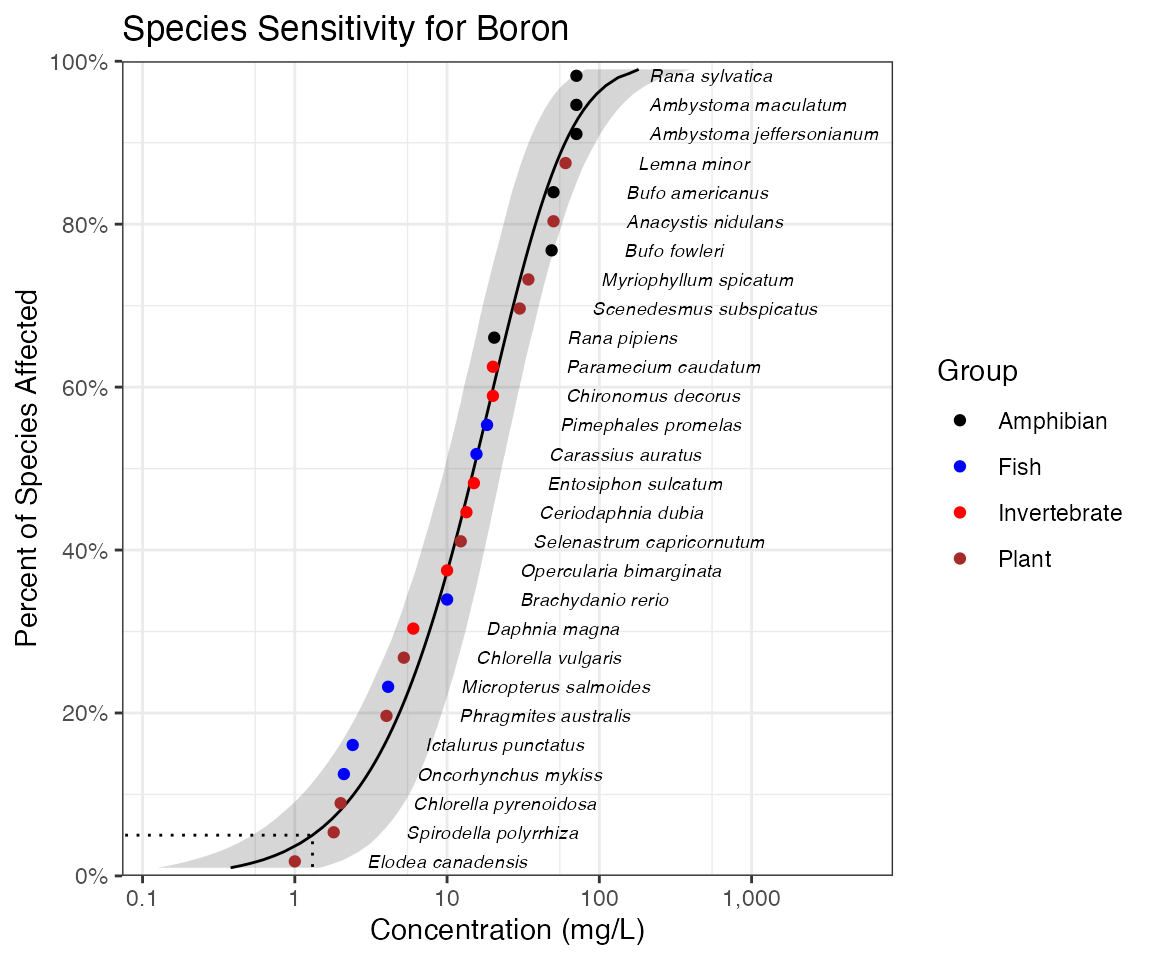 Species Sensitivity for Boron
Percent of Species Affected
100%
80%
60%
40%
20%
0%
Rana sylvatica
Ambystoma maculatum
Ambystoma jeffersonianum
Lemna minor
Bufo americanus
Anacystis nidulans
Bufo fowleri
Myriophyllum spicatum
Scenedesmus subspicatus
Rana pipiens
Paramecium caudatum
Chironomus decorus
Pimephales promelas
Carassius auratus
Entosiphon sulcatum
Ceriodaphnia dubia
Selenastrum capricornutum
Opercularia bimarginata
Brachydanio rerio
Daphnia magna
Chlorella vulgaris
Micropterus salmoides
Phragmites australis
Ictalurus punctatus
Oncorhynchus mykiss
Chlorella pyrenoidosa
Spirodella polyrrhiza
Elodea canadensis
0.1 1 10 100 1,000
Concentration (mg/L)
Group
Amphibian
Fish
Invertebrate
Plant